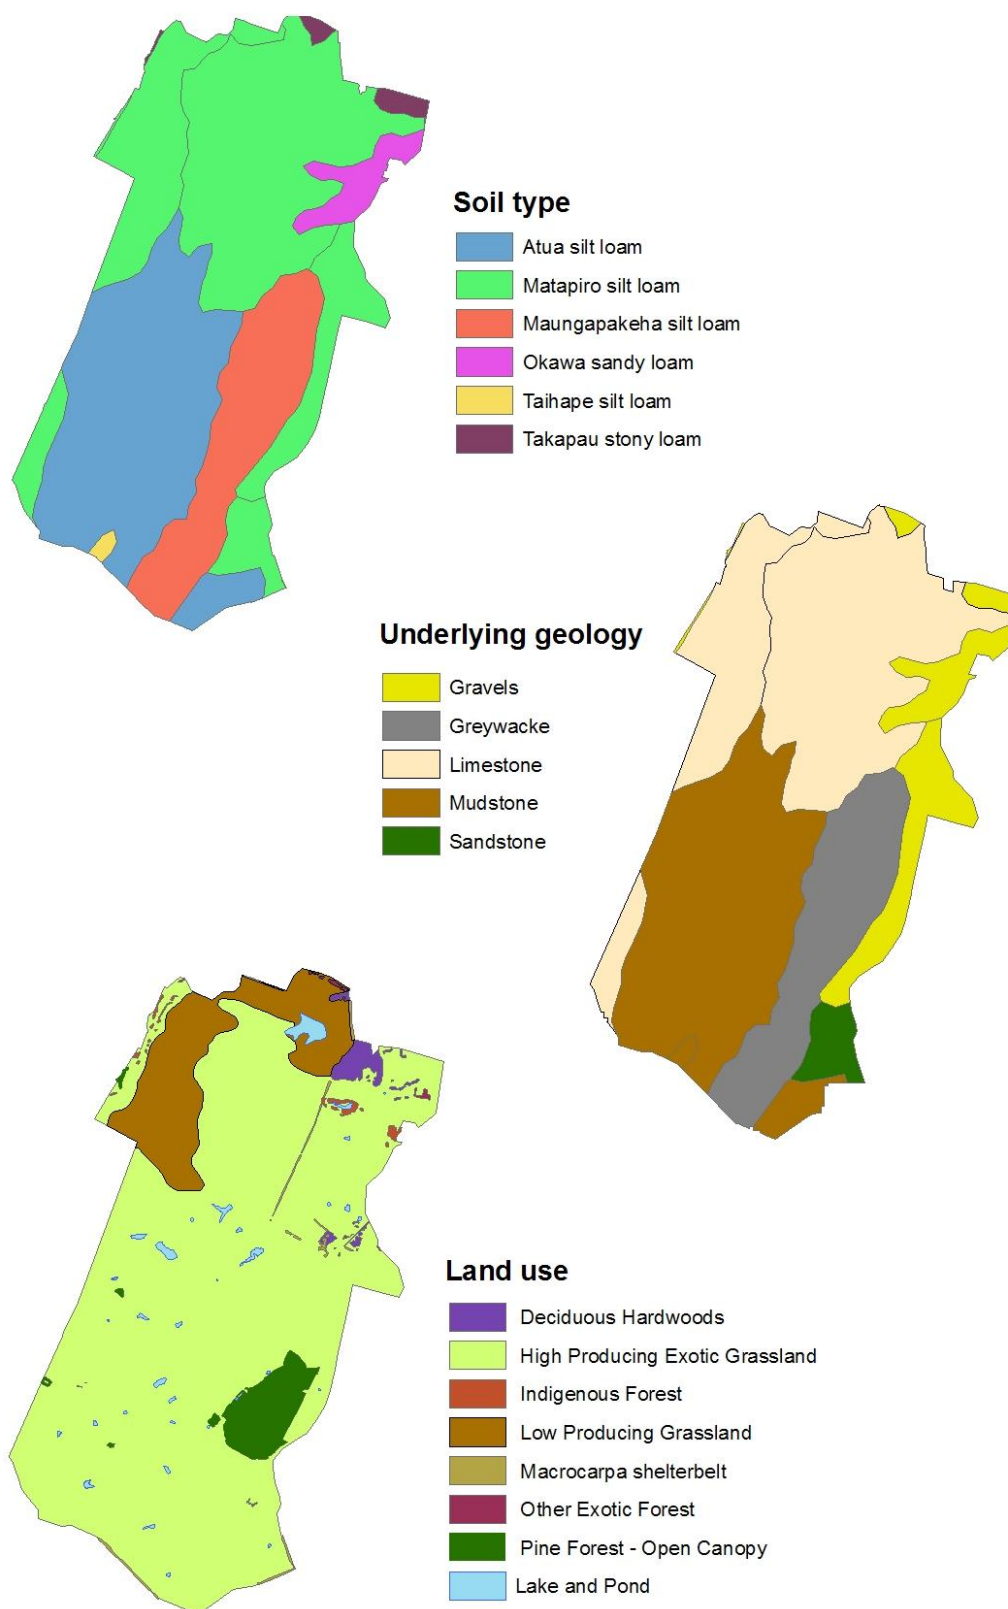 Soil type
Atua silt loam
Matapiro silt loam
Maungapakeha silt loam
Okawa sandy loam
Taihape silt loam
Takapau stony loam
Underlying geology
Gravels
Greywacke
Limestone
Mudstone
Sandstone
Land use
Deciduous Hardwoods
High Producing Exotic Grassland
Indigenous Forest
Low Producing Grassland
Macrocarpa shelterbelt
Other Exotic Forest
Pine Forest - Open Canopy
Lake and Pond